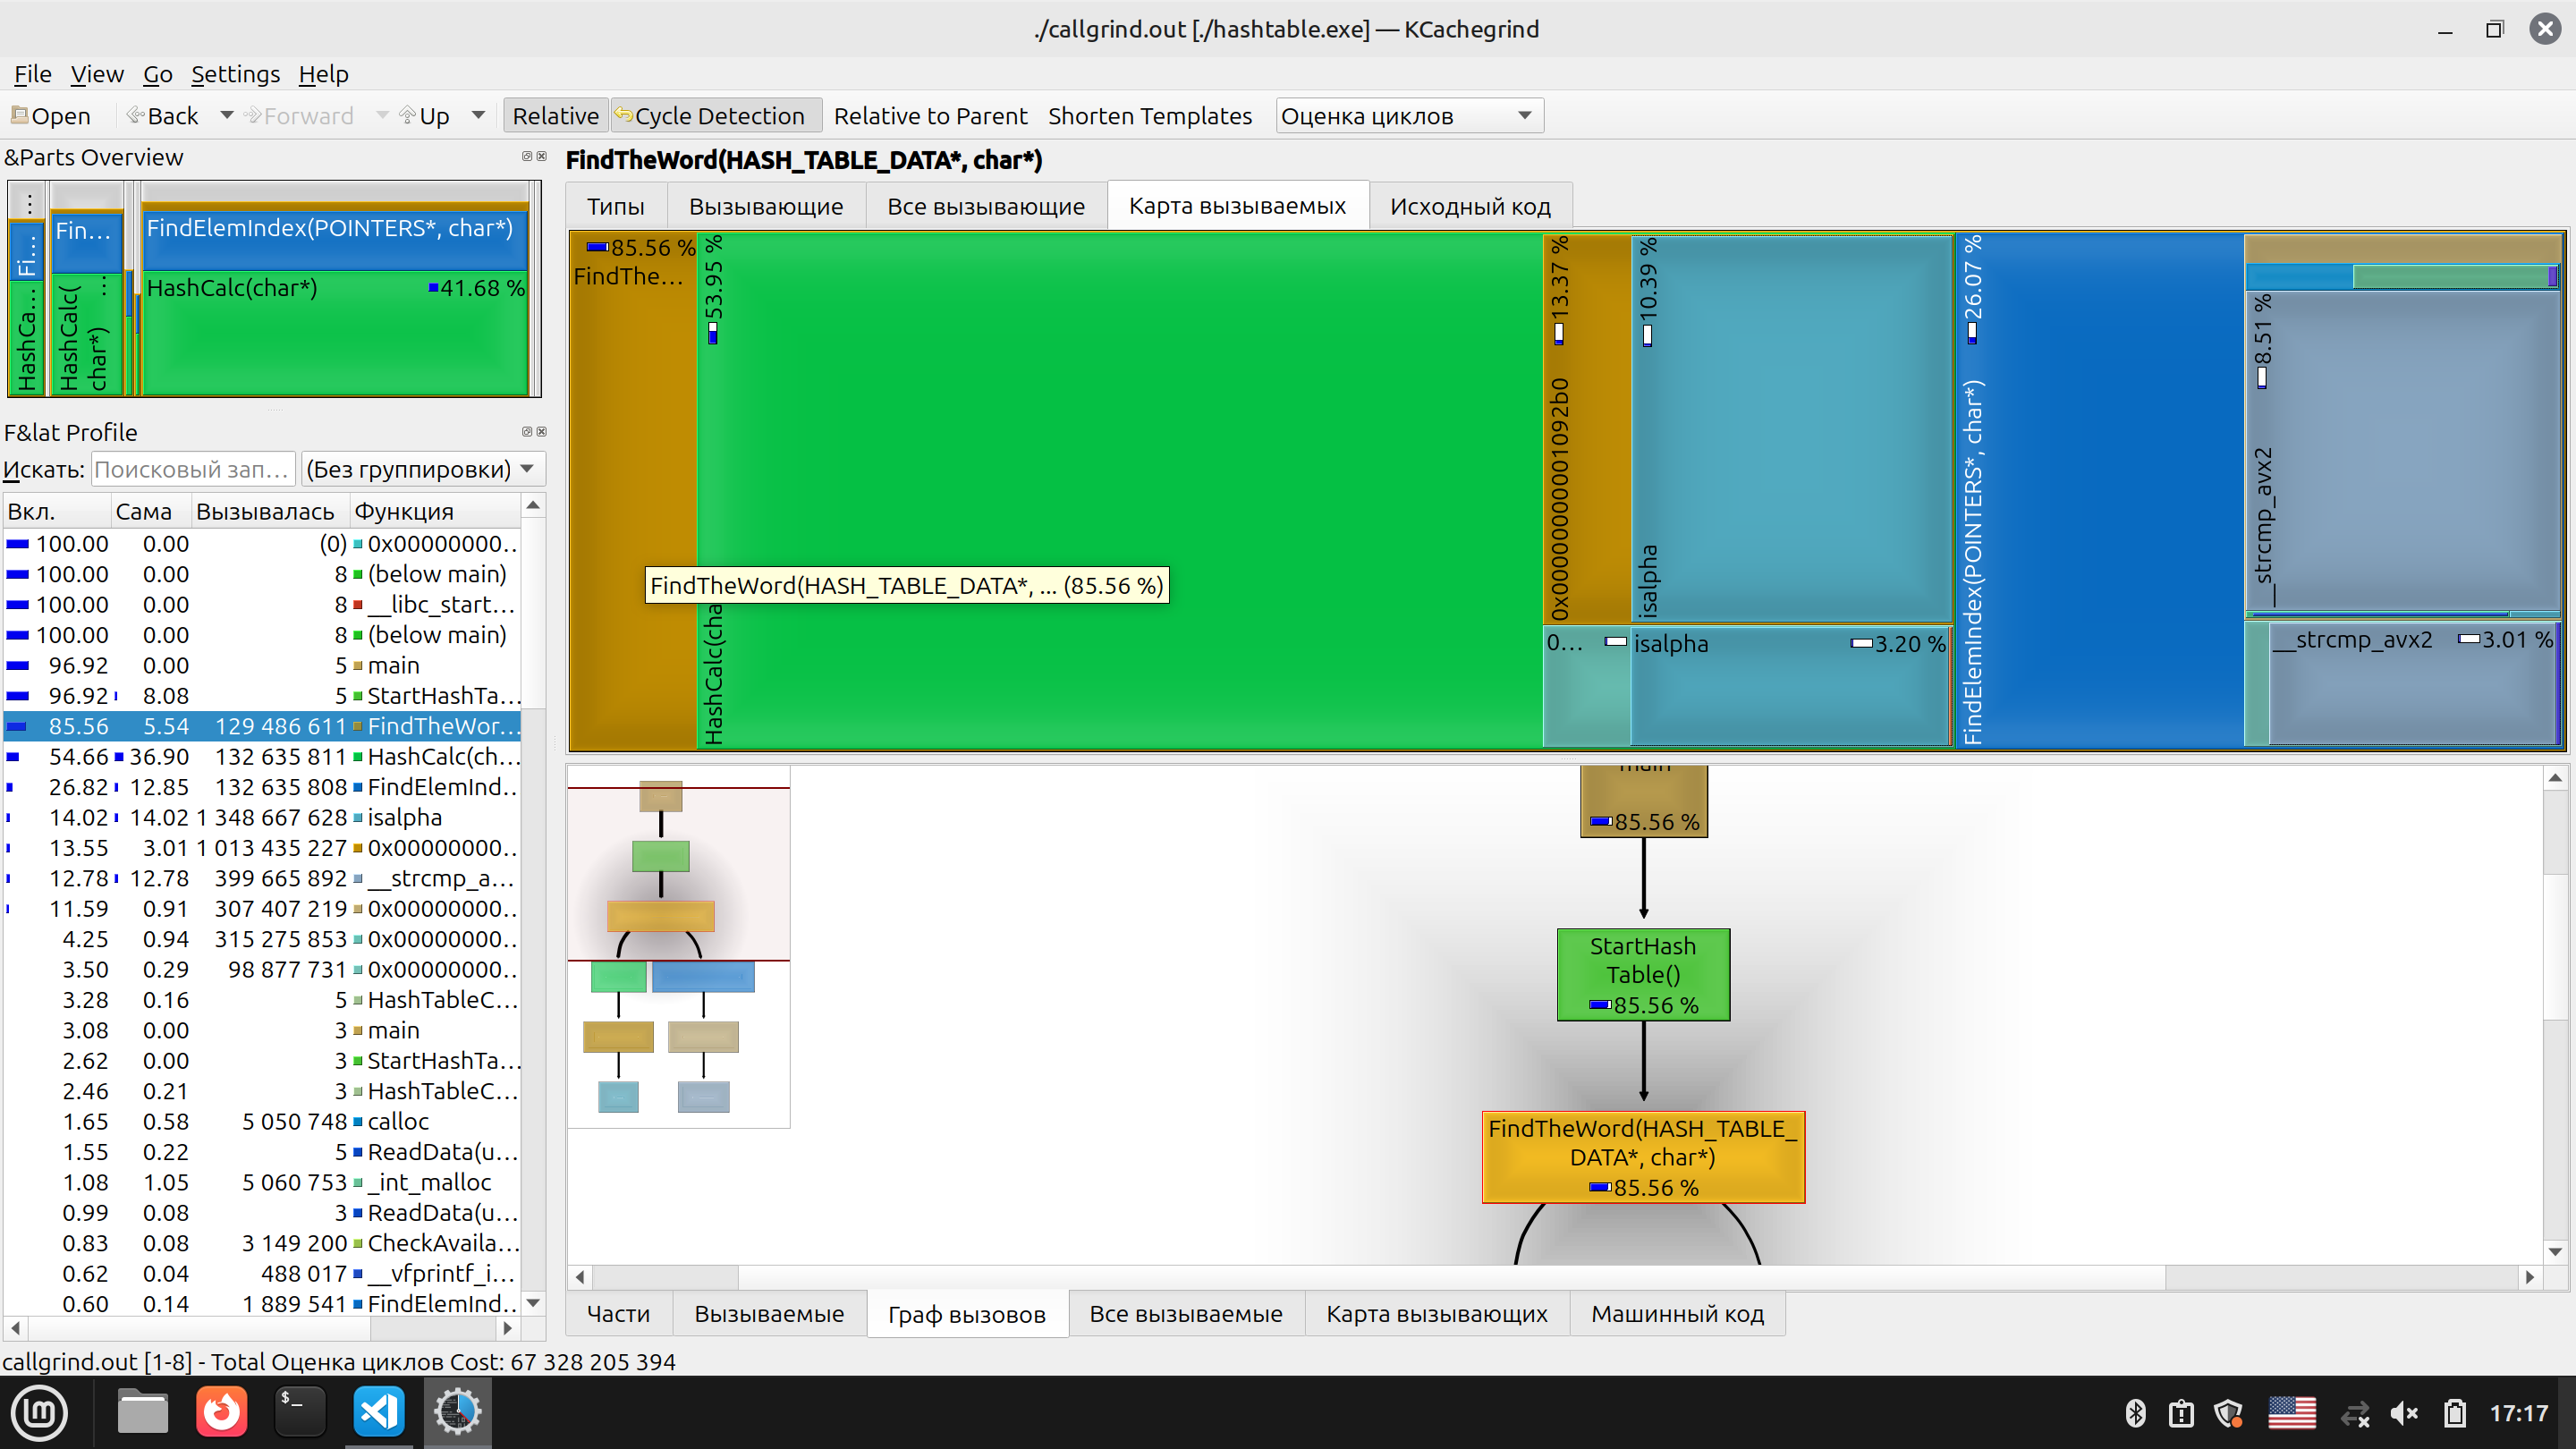 ./callgrind.out [./hashtable.exe] — KCachegrind
File View Go Settings Help
Open Back Forward Up Relative Cycle Detection Relative to Parent Shorten Templates Оценка циклов
&Parts Overview
Fi...
HashCa...
Fin...
HashCalc(
char*)
...
FindElemIndex(POINTERS*, char*)
HashCalc(char*) 41.68 %
F&lat Profile
Искать: Поисковый зап... (Без группировки)
Вкл. Сама Вызывалась Функция
100.00 0.00 (0) 0x00000000...
100.00 0.00 8 (below main)
100.00 0.00 8 __libc_start...
100.00 0.00 8 (below main)
96.92 0.00 5 main
96.92 8.08 5 StartHashTa...
85.56 5.54 129 486 611 FindTheWor...
54.66 36.90 132 635 811 HashCalc(ch...
26.82 12.85 132 635 808 FindElemInd...
14.02 14.02 1 348 667 628 isalpha
13.55 3.01 1 013 435 227 0x00000000...
12.78 12.78 399 665 892 __strcmp_a...
11.59 0.91 307 407 219 0x00000000...
4.25 0.94 315 275 853 0x00000000...
3.50 0.29 98 877 731 0x00000000...
3.28 0.16 5 HashTableC...
3.08 0.00 3 main
2.62 0.00 3 StartHashTa...
2.46 0.21 3 HashTableC...
1.65 0.58 5 050 748 calloc
1.55 0.22 5 ReadData(u...
1.08 1.05 5 060 753 _int_malloc
0.99 0.08 3 ReadData(u...
0.83 0.08 3 149 200 CheckAvaila...
0.62 0.04 488 017 __vfprintf_i...
0.60 0.14 1 889 541 FindElemInd...
FindTheWord(HASH_TABLE_DATA*, char*)
Типы Вызывающие Все вызывающие Карта вызываемых Исходный код
85.56 %
FindThe...
HashCalc(cha 53.95 %
0x00000000001092b0 13.37 %
isalpha 10.39 %
0...
isalpha 3.20 %
FindElemIndex(POINTERS*, char*) 26.07 %
__strcmp_avx2 8.51 %
__strcmp_avx2 3.01 %
FindTheWord(HASH_TABLE_DATA*, ... (85.56 %)
main
85.56 %
StartHash
Table()
85.56 %
FindTheWord(HASH_TABLE_
DATA*, char*)
85.56 %
Части Вызываемые Граф вызовов Все вызываемые Карта вызывающих Машинный код
callgrind.out [1-8] - Total Оценка циклов Cost: 67 328 205 394
$_
17:17